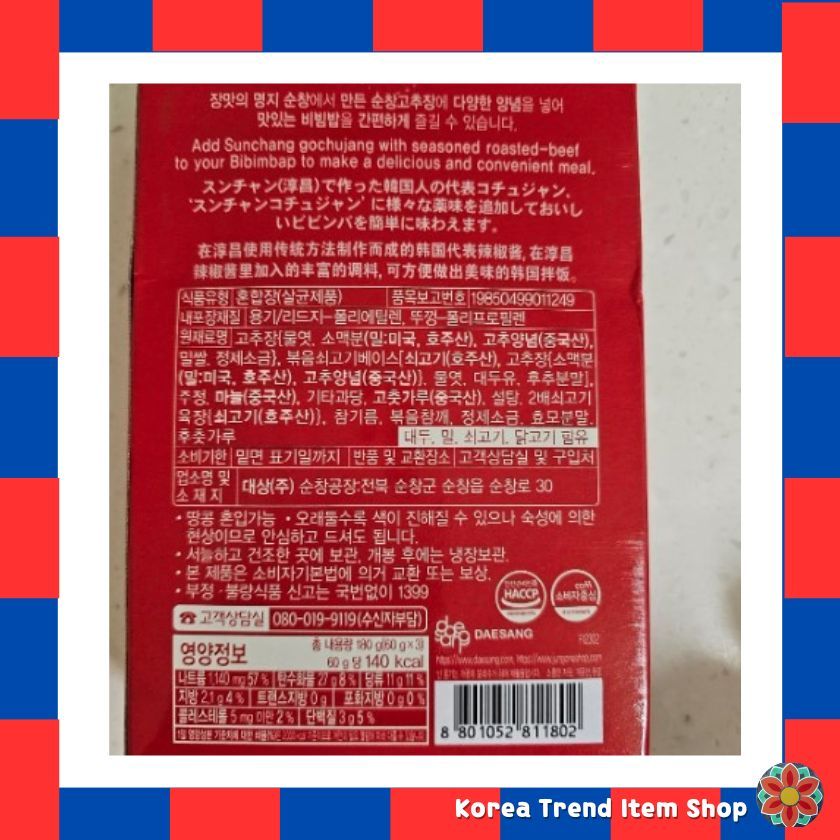 장맛의 명지 순창에서 만든 순창고추장에 다양한 양념을 넣어
맛있는 비빔밥을 간편하게 즐길 수 있습니다.
Add Sunchang gochujang with seasoned roasted-beef
to your Bibimbap to make a delicious and convenient meal.
スンチャン(淳昌)で作った韓国人の代表コチュジャン.
'スンチャンコチュジャン' に様々な薬味を追加しておいし
いビビンバを簡単に味わえます。
在淳昌使用传统方法制作而成的韩国代表辣椒酱, 在淳昌
辣椒酱里加入的丰富的调料, 可方便做出美味的韩国拌饭。
식품유형 혼합장(살균제품) 품목보고번호 19850499011249
내포장재질 용기/리드지-폴리에틸렌, 뚜껑-폴리프로필렌
원재료명 고추장{물엿, 소맥분(밀:미국, 호주산), 고추양념(중국산),
밀쌀, 정제소금}, 볶음쇠고기베이스[쇠고기(호주산), 고추장{소맥분
(밀:미국, 호주산), 고추양념(중국산)}, 물엿, 대두유, 후추분말],
주정, 마늘(중국산), 기타과당, 고춧가루(중국산), 설탕, 2배쇠고기
육장{쇠고기(호주산)}, 참기름, 볶음참깨, 정제소금, 효모분말,
후춧가루 대두, 밀, 쇠고기, 닭고기 함유
소비기한 밑면 표기일까지 반품 및 교환장소 고객상담실 및 구입처
업소명 및
소 재 지 대상(주) 순창공장:전북 순창군 순창읍 순창로 30
• 땅콩 혼입가능 • 오래둘수록 색이 진해질 수 있으나 숙성에 의한
현상이므로 안심하고 드셔도 됩니다.
• 서늘하고 건조한 곳에 보관, 개봉 후에는 냉장보관.
• 본 제품은 소비자기본법에 의거 교환 또는 보상.
• 부정 · 불량식품 신고는 국번없이 1399
HACCP
CCM
소비자중심
☎ 고객상담실 080-019-9119(수신자부담)
DAESANG
F12302
영양정보 총 내용량 180 g(60 g×3)
60 g 당 140 kcal
https://www.daesang.com,
나트륨 1,140 mg 57 % 탄수화물 27 g 8 % 당류 11 g 11 %
지방 2.1 g 4 % 트랜스지방 0 g 포화지방 0 g 0 %
콜레스테롤 5 mg 미만 2 % 단백질 3 g 5 %
8 801052 811802
Korea Trend Item Shop